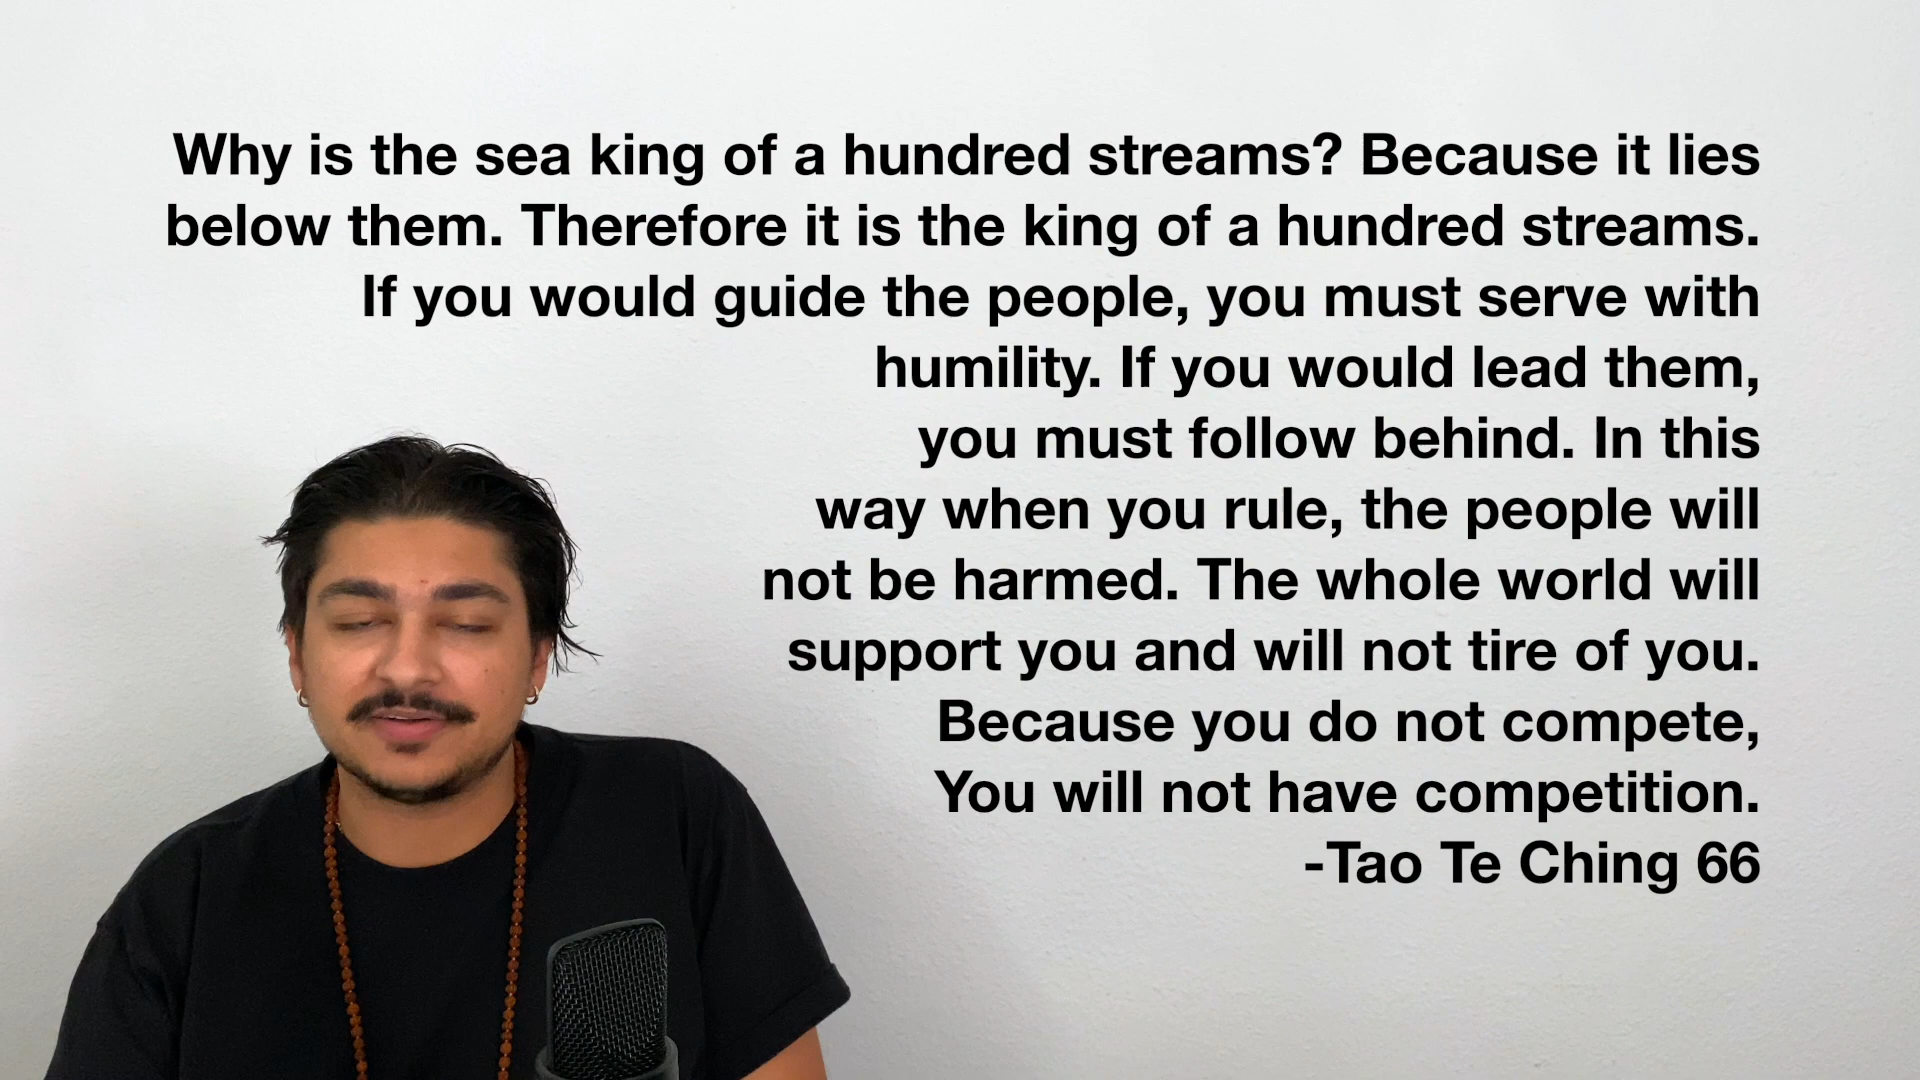 Why is the sea king of a hundred streams? Because it lies
below them. Therefore it is the king of a hundred streams.
If you would guide the people, you must serve with
humility. If you would lead them,
you must follow behind. In this
way when you rule, the people will
not be harmed. The whole world will
support you and will not tire of you.
Because you do not compete,
You will not have competition.
-Tao Te Ching 66